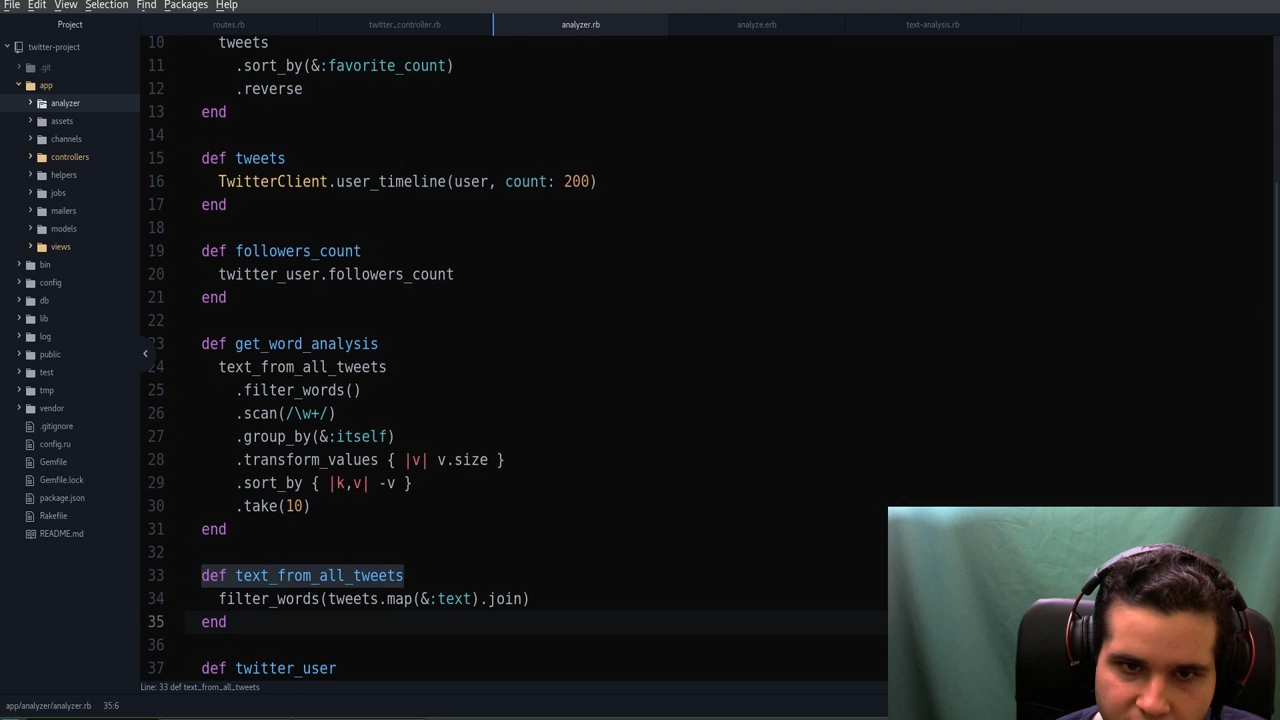 File Edit View Selection Find Packages Help
Project
routes.rb twitter_controller.rb analyzer.rb analyze.erb text-analysis.rb
twitter-project
.git
app
analyzer
assets
channels
controllers
helpers
jobs
mailers
models
views
bin
config
db
lib
log
public
test
tmp
vendor
.gitignore
config.ru
Gemfile
Gemfile.lock
package.json
Rakefile
README.md
10 tweets
11 .sort_by(&:favorite_count)
12 .reverse
13 end
14
15 def tweets
16 TwitterClient.user_timeline(user, count: 200)
17 end
18
19 def followers_count
20 twitter_user.followers_count
21 end
22
23 def get_word_analysis
24 text_from_all_tweets
25 .filter_words()
26 .scan(/\w+/)
27 .group_by(&:itself)
28 .transform_values { |v| v.size }
29 .sort_by { |k,v| -v }
30 .take(10)
31 end
32
33 def text_from_all_tweets
34 filter_words(tweets.map(&:text).join)
35 end
36
37 def twitter_user
Line: 33 def text_from_all_tweets
app/analyzer/analyzer.rb 35:6